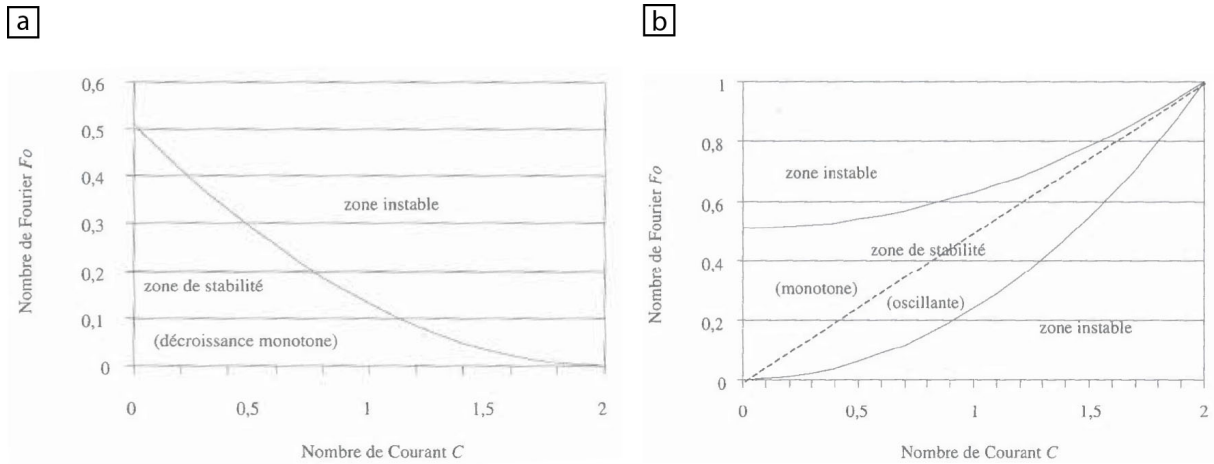 a
0,6
0,5
0,4
0,3
0,2
0,1
0
Nombre de Fourier Fo
zone instable
zone de stabilité
(décroissance monotone)
0
0,5
1
1,5
2
Nombre de Courant C
b
1
0,8
0,6
0,4
0,2
0
Nombre de Fourier Fo
zone instable
zone de stabilité
(monotone)
(oscillante)
zone instable
0
0,5
1
1,5
2
Nombre de Courant C